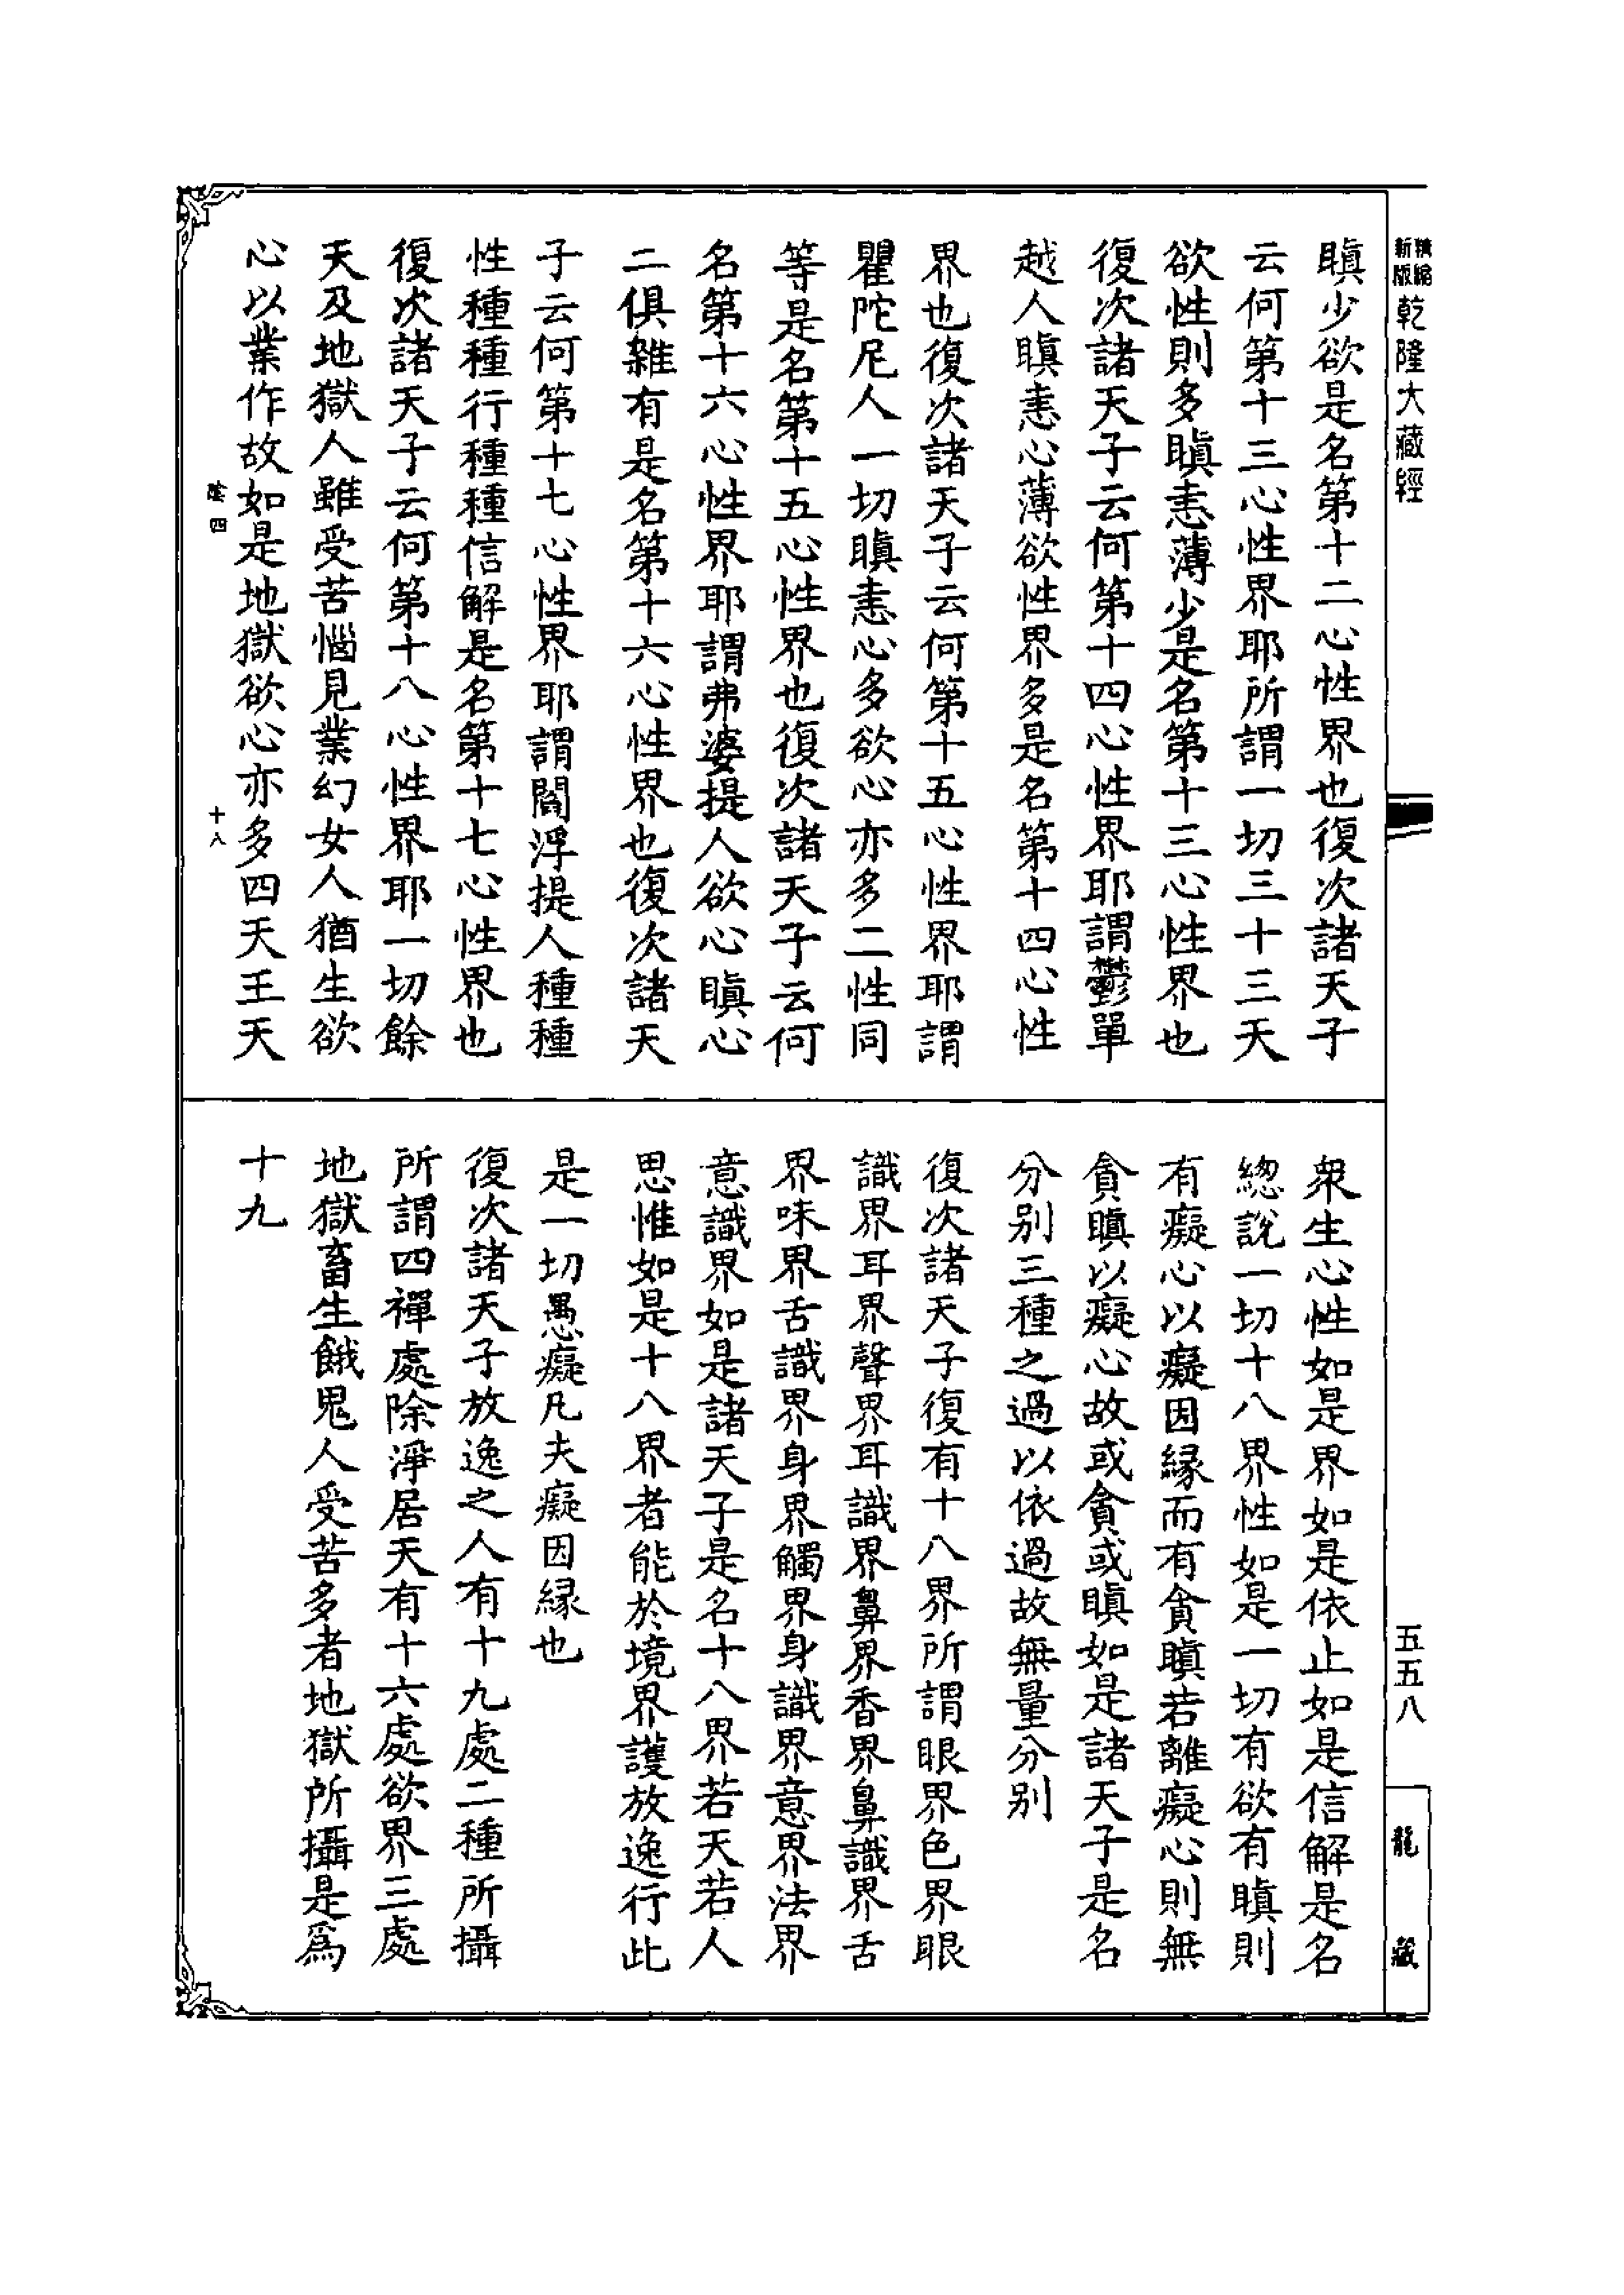 精縮
新版
乾隆大藏經
五五八
龍藏
瞋少欲是名第十二心性界也復次諸天子
云何第十三心性界耶所謂一切三十三天
欲性則多瞋恚薄少是名第十三心性界也
復次諸天子云何第十四心性界耶謂鬱單
越人瞋恚心薄欲性界多是名第十四心性
界也復次諸天子云何第十五心性界耶謂
瞿陀尼人一切瞋恚心多欲心亦多二性同
等是名第十五心性界也復次諸天子云何
名第十六心性界耶謂弗婆提人欲心瞋心
二俱雜有是名第十六心性界也復次諸天
子云何第十七心性界耶謂閻浮提人種種
性種種行種種信解是名第十七心性界也
復次諸天子云何第十八心性界耶一切餘
天及地獄人雖受苦惱見業幻女人猶生欲
心以業作故如是地獄欲心亦多四天王天
陰四 十八
衆生心性如是界如是依止如是信解是名
總說一切十八界性如是一切有欲有瞋則
有癡心以癡因緣而有貪瞋若離癡心則無
貪瞋以癡心故或貪或瞋如是諸天子是名
分別三種之過以依過故無量分別
復次諸天子復有十八界所謂眼界色界眼
識界耳界聲界耳識界鼻界香界鼻識界舌
界味界舌識界身界觸界身識界意界法界
意識界如是諸天子是名十八界若天若人
思惟如是十八界者能於境界護放逸行此
是一切愚癡凡夫癡因緣也
復次諸天子放逸之人有十九處二種所攝
所謂四禪處除淨居天有十六處欲界三處
地獄畜生餓鬼人受苦多者地獄所攝是爲
十九